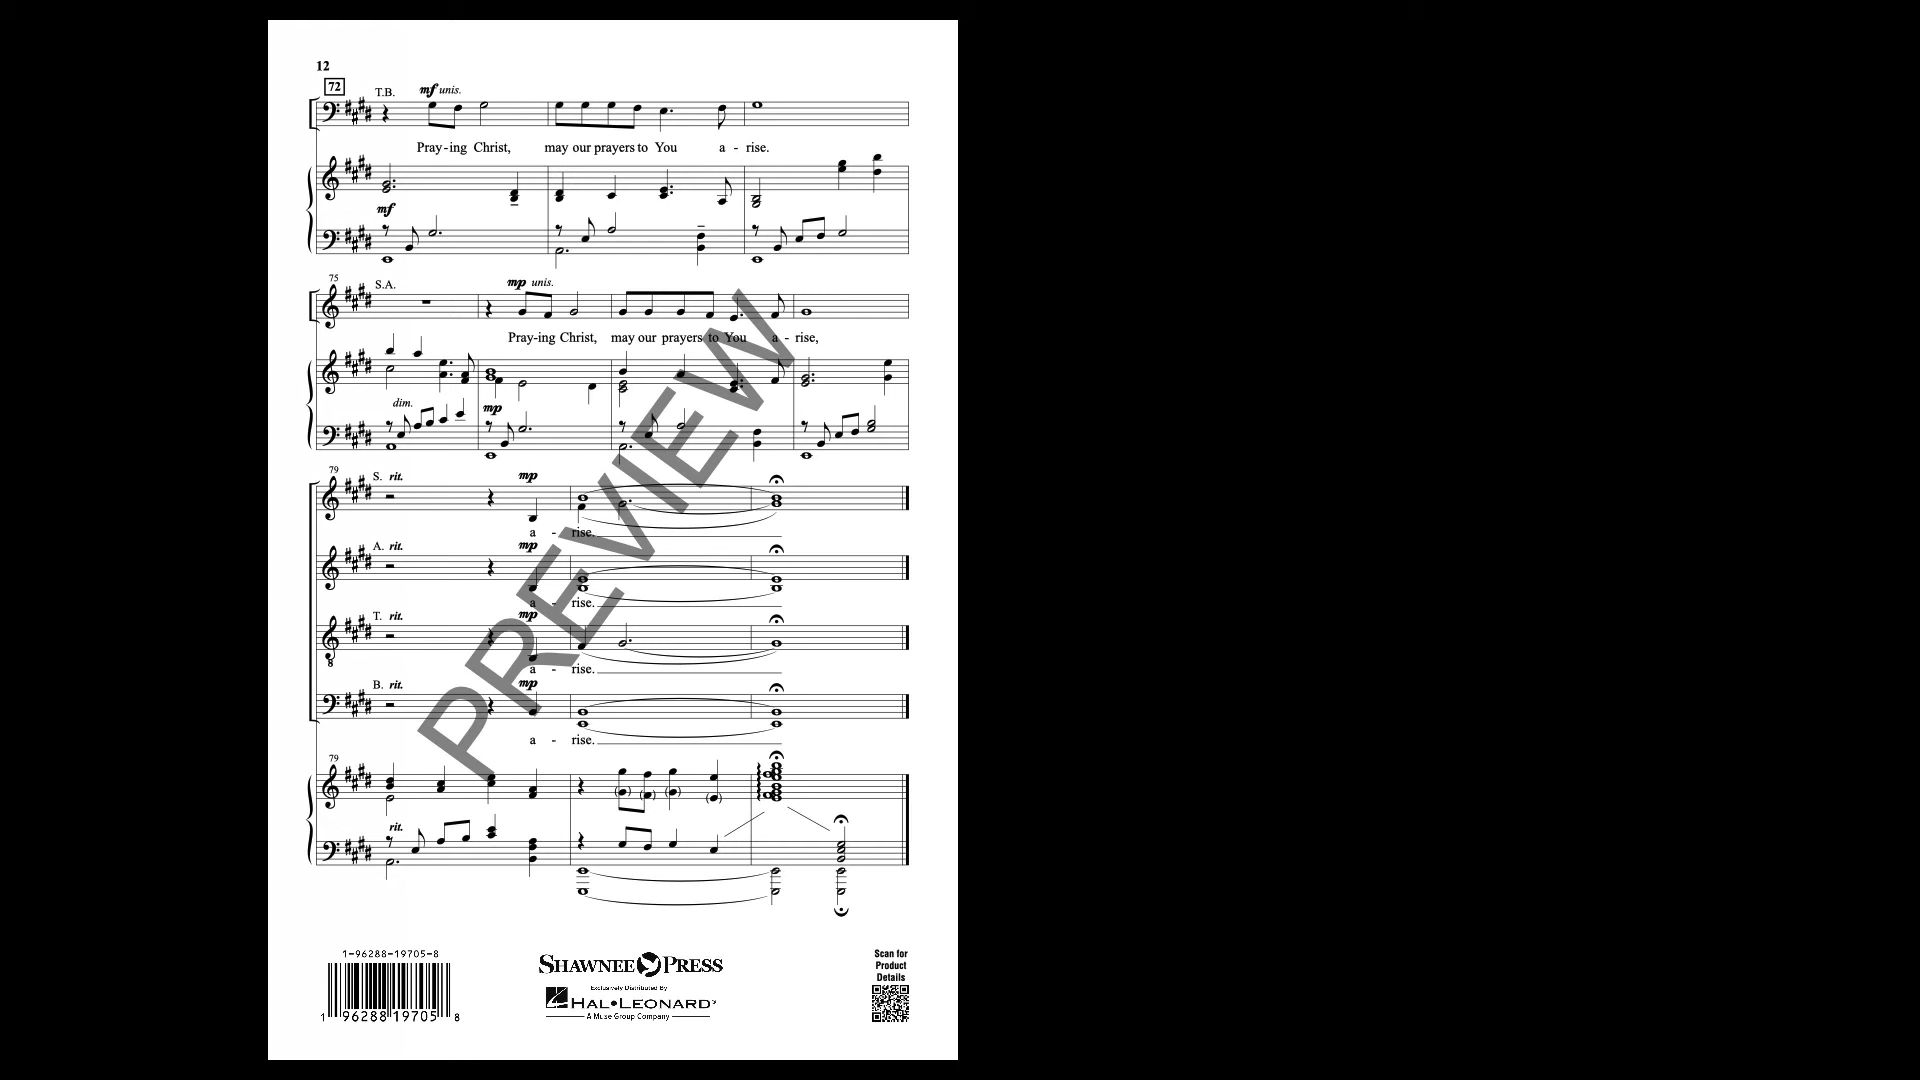 12
72
T.B.
mf unis.
Pray-ing Christ, may our prayers to You a - rise.
mf
75
S.A.
mp unis.
Pray-ing Christ, may our prayers to You a - rise,
dim.
mp
79
S. rit. mp
a - rise.
A. rit. mp
a - rise.
T. rit. mp
8
a - rise.
B. rit. mp
a - rise.
79
rit.
PREVIEW
1-96288-19705-8
1 96288 19705 8
SHAWNEE PRESS
Exclusively Distributed By
HAL•LEONARD®
A Muse Group Company
Scan for
Product
Details